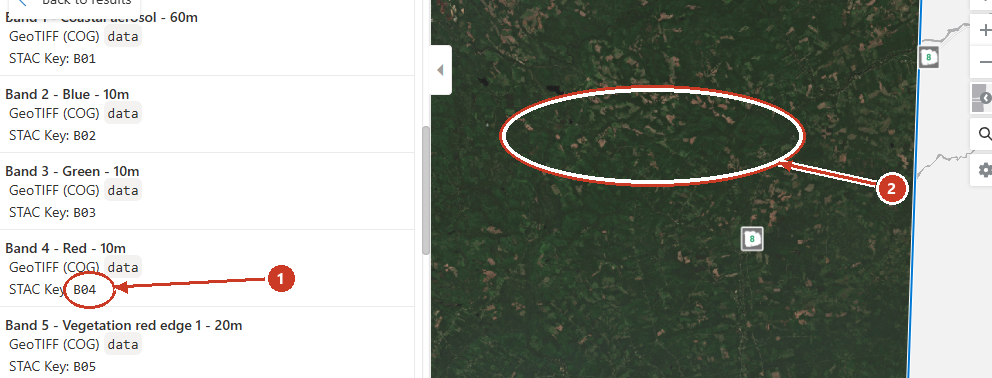 Back to results
Band 1 - Coastal aerosol - 60m
GeoTIFF (COG) data
STAC Key: B01
Band 2 - Blue - 10m
GeoTIFF (COG) data
STAC Key: B02
Band 3 - Green - 10m
GeoTIFF (COG) data
STAC Key: B03
Band 4 - Red - 10m
GeoTIFF (COG) data
STAC Key: B04
1
Band 5 - Vegetation red edge 1 - 20m
GeoTIFF (COG) data
STAC Key: B05
8
2
8